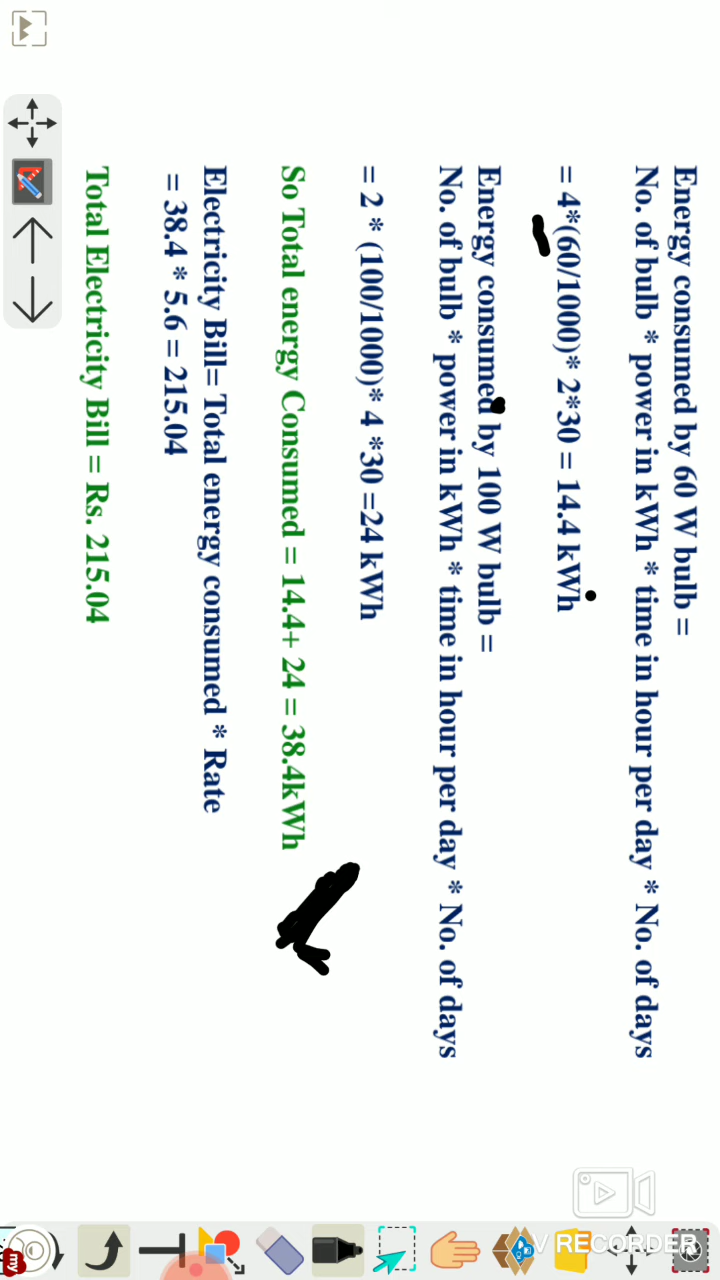 Energy consumed by 60 W bulb =
No. of bulb * power in kWh * time in hour per day * No. of days
= 4*(60/1000)* 2*30 = 14.4 kWh
Energy consumed by 100 W bulb =
No. of bulb * power in kWh * time in hour per day * No. of days
= 2 * (100/1000)* 4 *30 =24 kWh
So Total energy Consumed = 14.4+ 24 = 38.4kWh
Electricity Bill= Total energy consumed * Rate
= 38.4 * 5.6 = 215.04
Total Electricity Bill = Rs. 215.04
V RECORDER
my